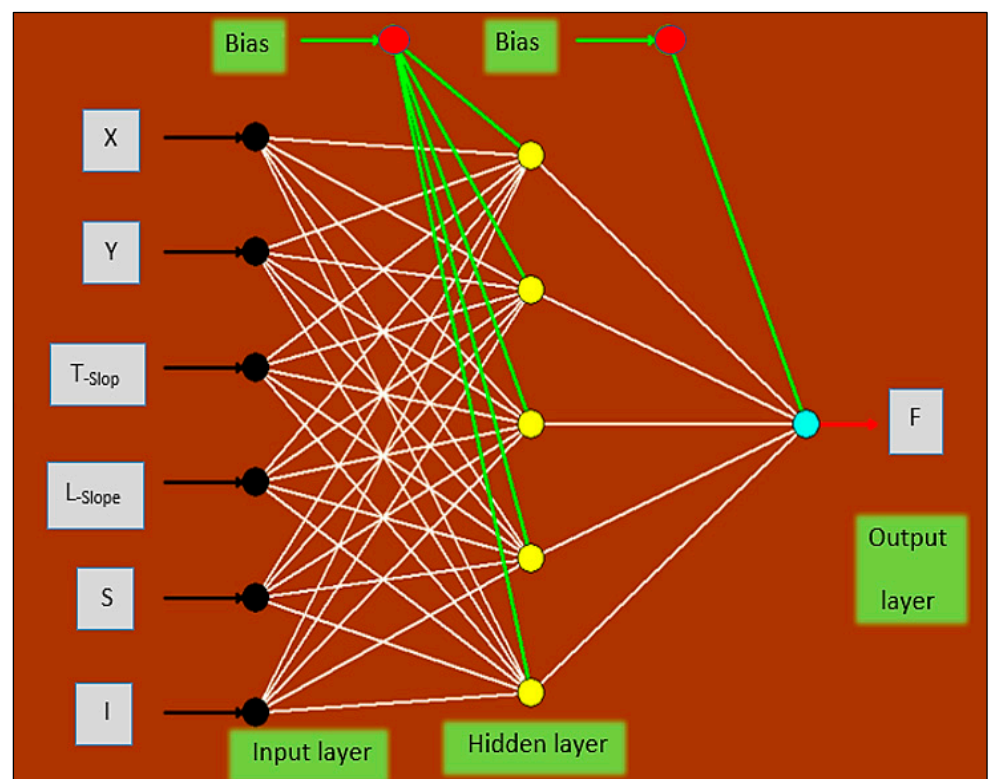 Bias
Bias
X
Y
T-Slop
L-Slope
S
I
F
Output
layer
Input layer
Hidden layer